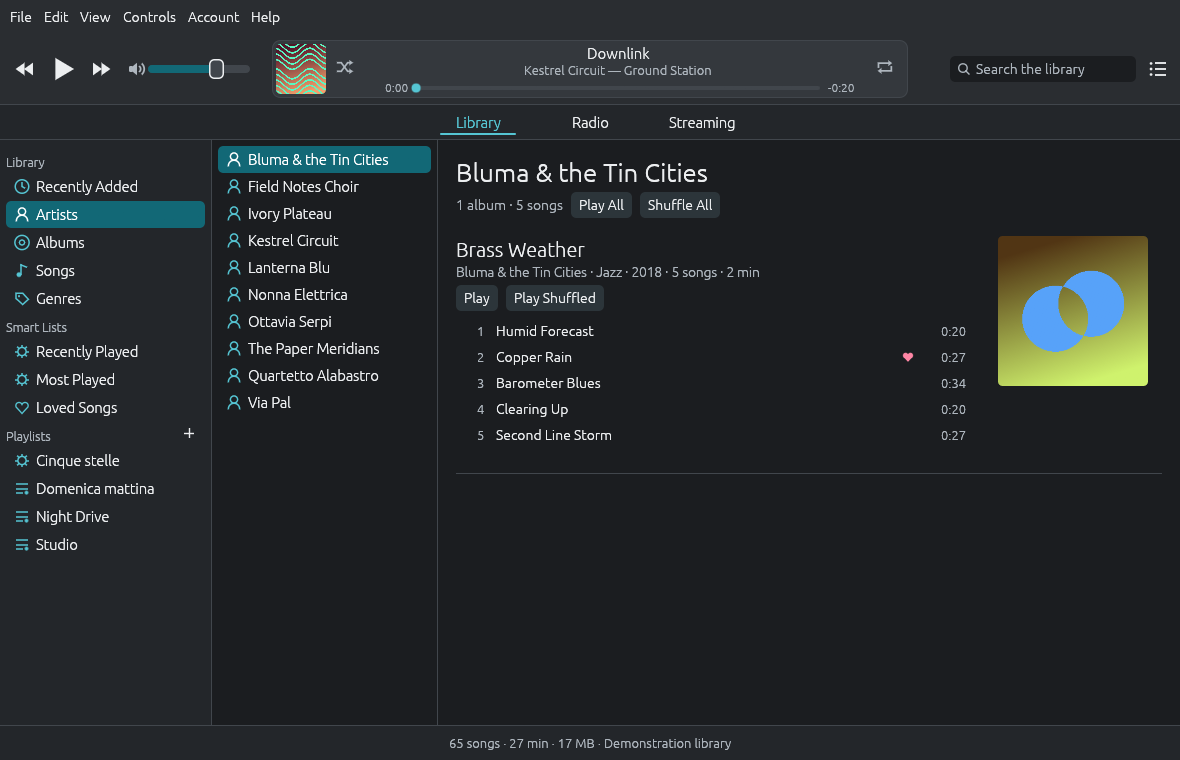 File Edit View Controls Account Help
Downlink
Kestrel Circuit — Ground Station
0:00
-0:20
Search the library
Library
Radio
Streaming
Library
Recently Added
Artists
Albums
Songs
Genres
Smart Lists
Recently Played
Most Played
Loved Songs
Playlists
Cinque stelle
Domenica mattina
Night Drive
Studio
Bluma & the Tin Cities
Field Notes Choir
Ivory Plateau
Kestrel Circuit
Lanterna Blu
Nonna Elettrica
Ottavia Serpi
The Paper Meridians
Quartetto Alabastro
Via Pal
Bluma & the Tin Cities
1 album · 5 songs Play All Shuffle All
Brass Weather
Bluma & the Tin Cities · Jazz · 2018 · 5 songs · 2 min
Play Play Shuffled
1 Humid Forecast 0:20
2 Copper Rain 0:27
3 Barometer Blues 0:34
4 Clearing Up 0:20
5 Second Line Storm 0:27
65 songs · 27 min · 17 MB · Demonstration library